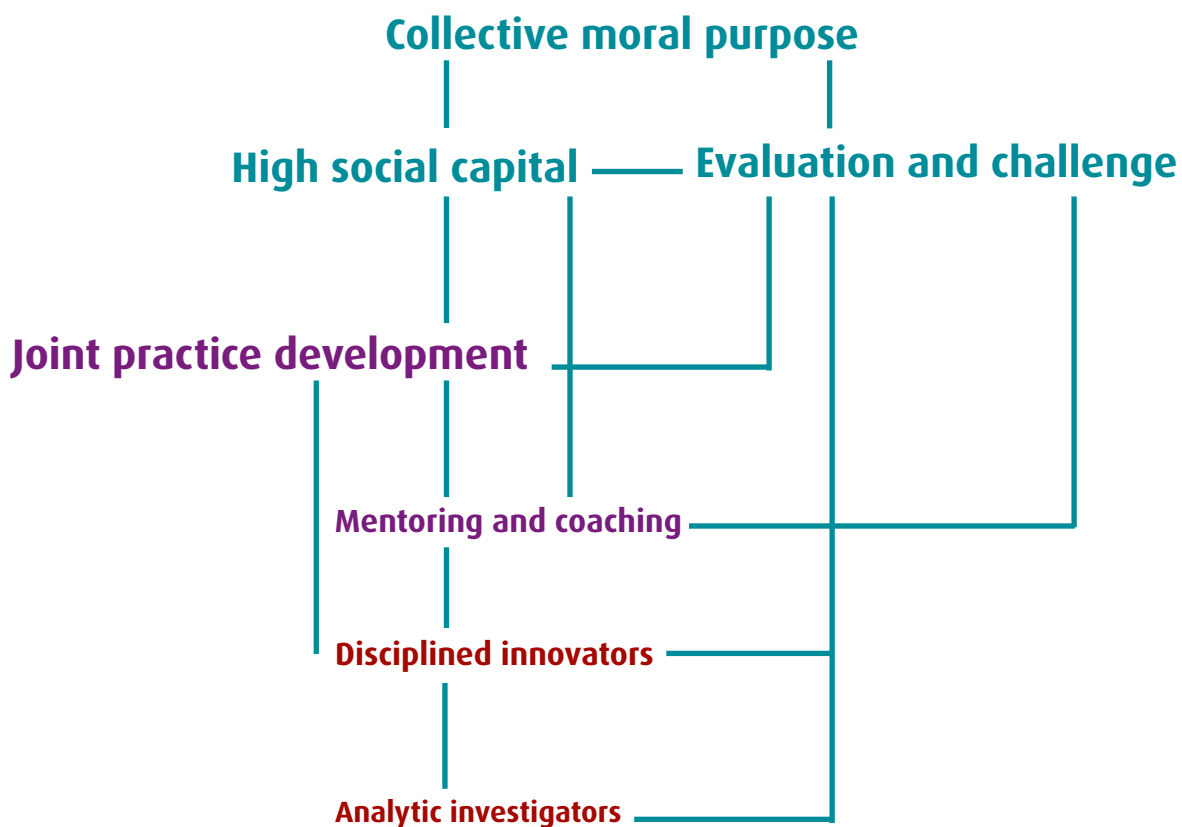 Collective moral purpose
High social capital
Evaluation and challenge
Joint practice development
Mentoring and coaching
Disciplined innovators
Analytic investigators